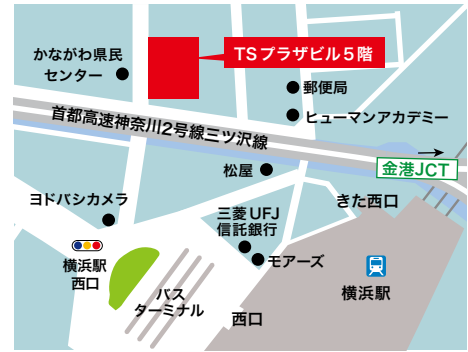 かながわ県民
センター
TSプラザビル5階
郵便局
ヒューマンアカデミー
首都高速神奈川2号線三ツ沢線
金港JCT
松屋
ヨドバシカメラ
きた西口
三菱UFJ
信託銀行
モアーズ
横浜駅
西口
バス
ターミナル
西口
横浜駅